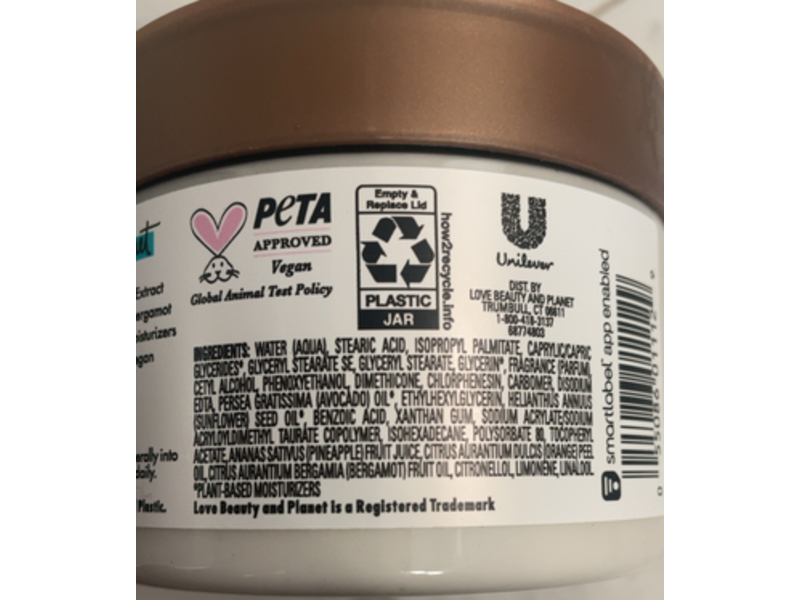 PETA
APPROVED
Vegan
Global Animal Test Policy
Empty &
Replace Lid
PLASTIC
JAR
how2recycle.info
Unilever
DIST. BY
LOVE BEAUTY AND PLANET
TRUMBULL, CT 06611
1-800-418-3137
68774803
smartlabel app enabled
Extract
ergamot
oisturizers
gan
erally into
daily.
Plastic.
INGREDIENTS: WATER (AQUA), STEARIC ACID, ISOPROPYL PALMITATE, CAPRYLIC/CAPRIC
GLYCERIDES*, GLYCERYL STEARATE SE, GLYCERYL STEARATE, GLYCERIN*, FRAGRANCE (PARFUM),
CETYL ALCOHOL, PHENOXYETHANOL, DIMETHICONE, CHLORPHENESIN, CARBOMER, DISODIUM
EDTA, PERSEA GRATISSIMA (AVOCADO) OIL*, ETHYLHEXYLGLYCERIN, HELIANTHUS ANNUUS
(SUNFLOWER) SEED OIL*, BENZOIC ACID, XANTHAN GUM, SODIUM ACRYLATE/SODIUM
ACRYLOYLDIMETHYL TAURATE COPOLYMER, ISOHEXADECANE, POLYSORBATE 80, TOCOPHERYL
ACETATE, ANANAS SATIVUS (PINEAPPLE) FRUIT JUICE, CITRUS AURANTIUM DULCIS (ORANGE) PEEL
OIL, CITRUS AURANTIUM BERGAMIA (BERGAMOT) FRUIT OIL, CITRONELLOL, LIMONENE, LINALOOL
*PLANT-BASED MOISTURIZERS
Love Beauty and Planet is a Registered Trademark